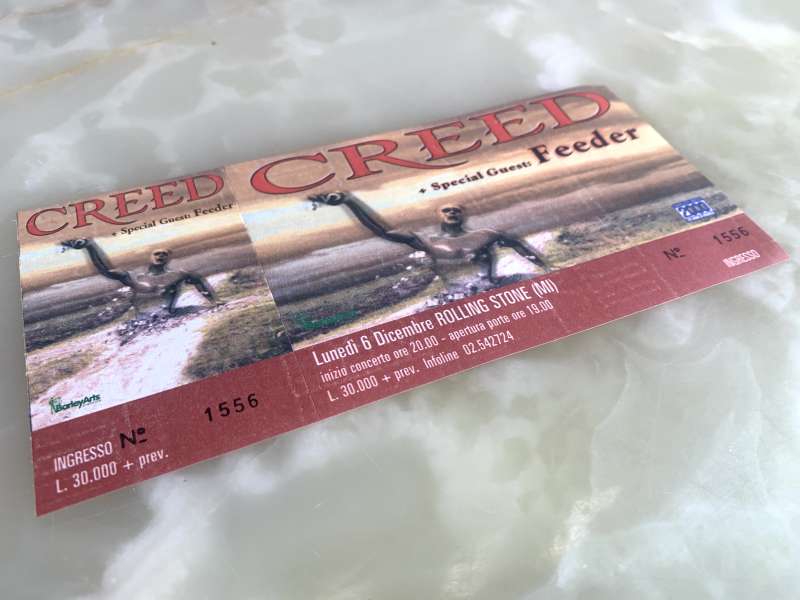 CREED
+ Special Guest: Feeder
BarleyArts
INGRESSO Nº 1556
L. 30.000 + prev.
CREED
+ Special Guest: Feeder
Lunedì 6 Dicembre ROLLING STONE (MI)
inizio concerto ore 20.00 - apertura porte ore 19.00
L. 30.000 + prev. Infoline 02.542724
Nº 1556
INGRESSO